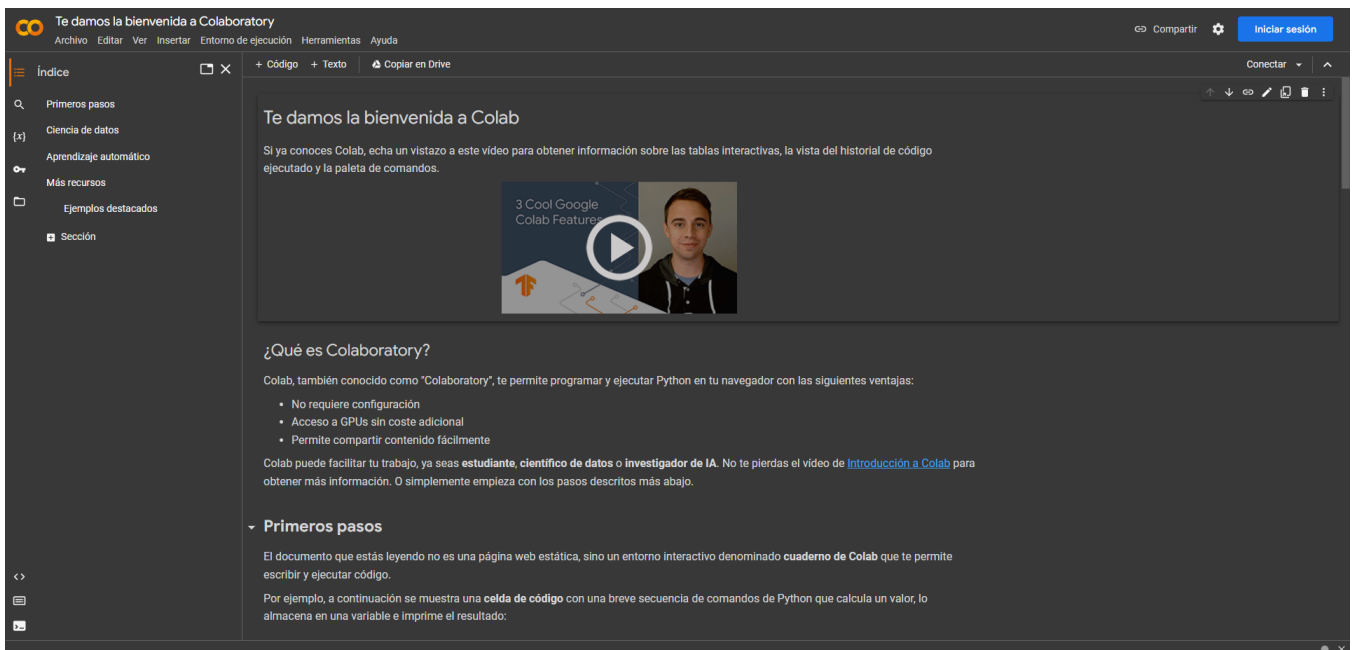 Te damos la bienvenida a Colaboratory
Archivo Editar Ver Insertar Entorno de ejecución Herramientas Ayuda
Compartir
Iniciar sesión
Índice
+ Código + Texto Copiar en Drive
Conectar
Primeros pasos
Ciencia de datos
{x}
Aprendizaje automático
Más recursos
Ejemplos destacados
Sección
Te damos la bienvenida a Colab
Si ya conoces Colab, echa un vistazo a este vídeo para obtener información sobre las tablas interactivas, la vista del historial de código
ejecutado y la paleta de comandos.
3 Cool Google
Colab Features
¿Qué es Colaboratory?
Colab, también conocido como "Colaboratory", te permite programar y ejecutar Python en tu navegador con las siguientes ventajas:
• No requiere configuración
• Acceso a GPUs sin coste adicional
• Permite compartir contenido fácilmente
Colab puede facilitar tu trabajo, ya seas estudiante, científico de datos o investigador de IA. No te pierdas el vídeo de Introducción a Colab para
obtener más información. O simplemente empieza con los pasos descritos más abajo.
Primeros pasos
El documento que estás leyendo no es una página web estática, sino un entorno interactivo denominado cuaderno de Colab que te permite
escribir y ejecutar código.
Por ejemplo, a continuación se muestra una celda de código con una breve secuencia de comandos de Python que calcula un valor, lo
almacena en una variable e imprime el resultado: